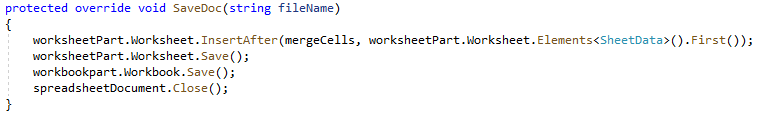 protected override void SaveDoc(string fileName)
{
worksheetPart.Worksheet.InsertAfter(mergeCells, worksheetPart.Worksheet.Elements<SheetData>().First());
worksheetPart.Worksheet.Save();
workbookpart.Workbook.Save();
spreadsheetDocument.Close();
}